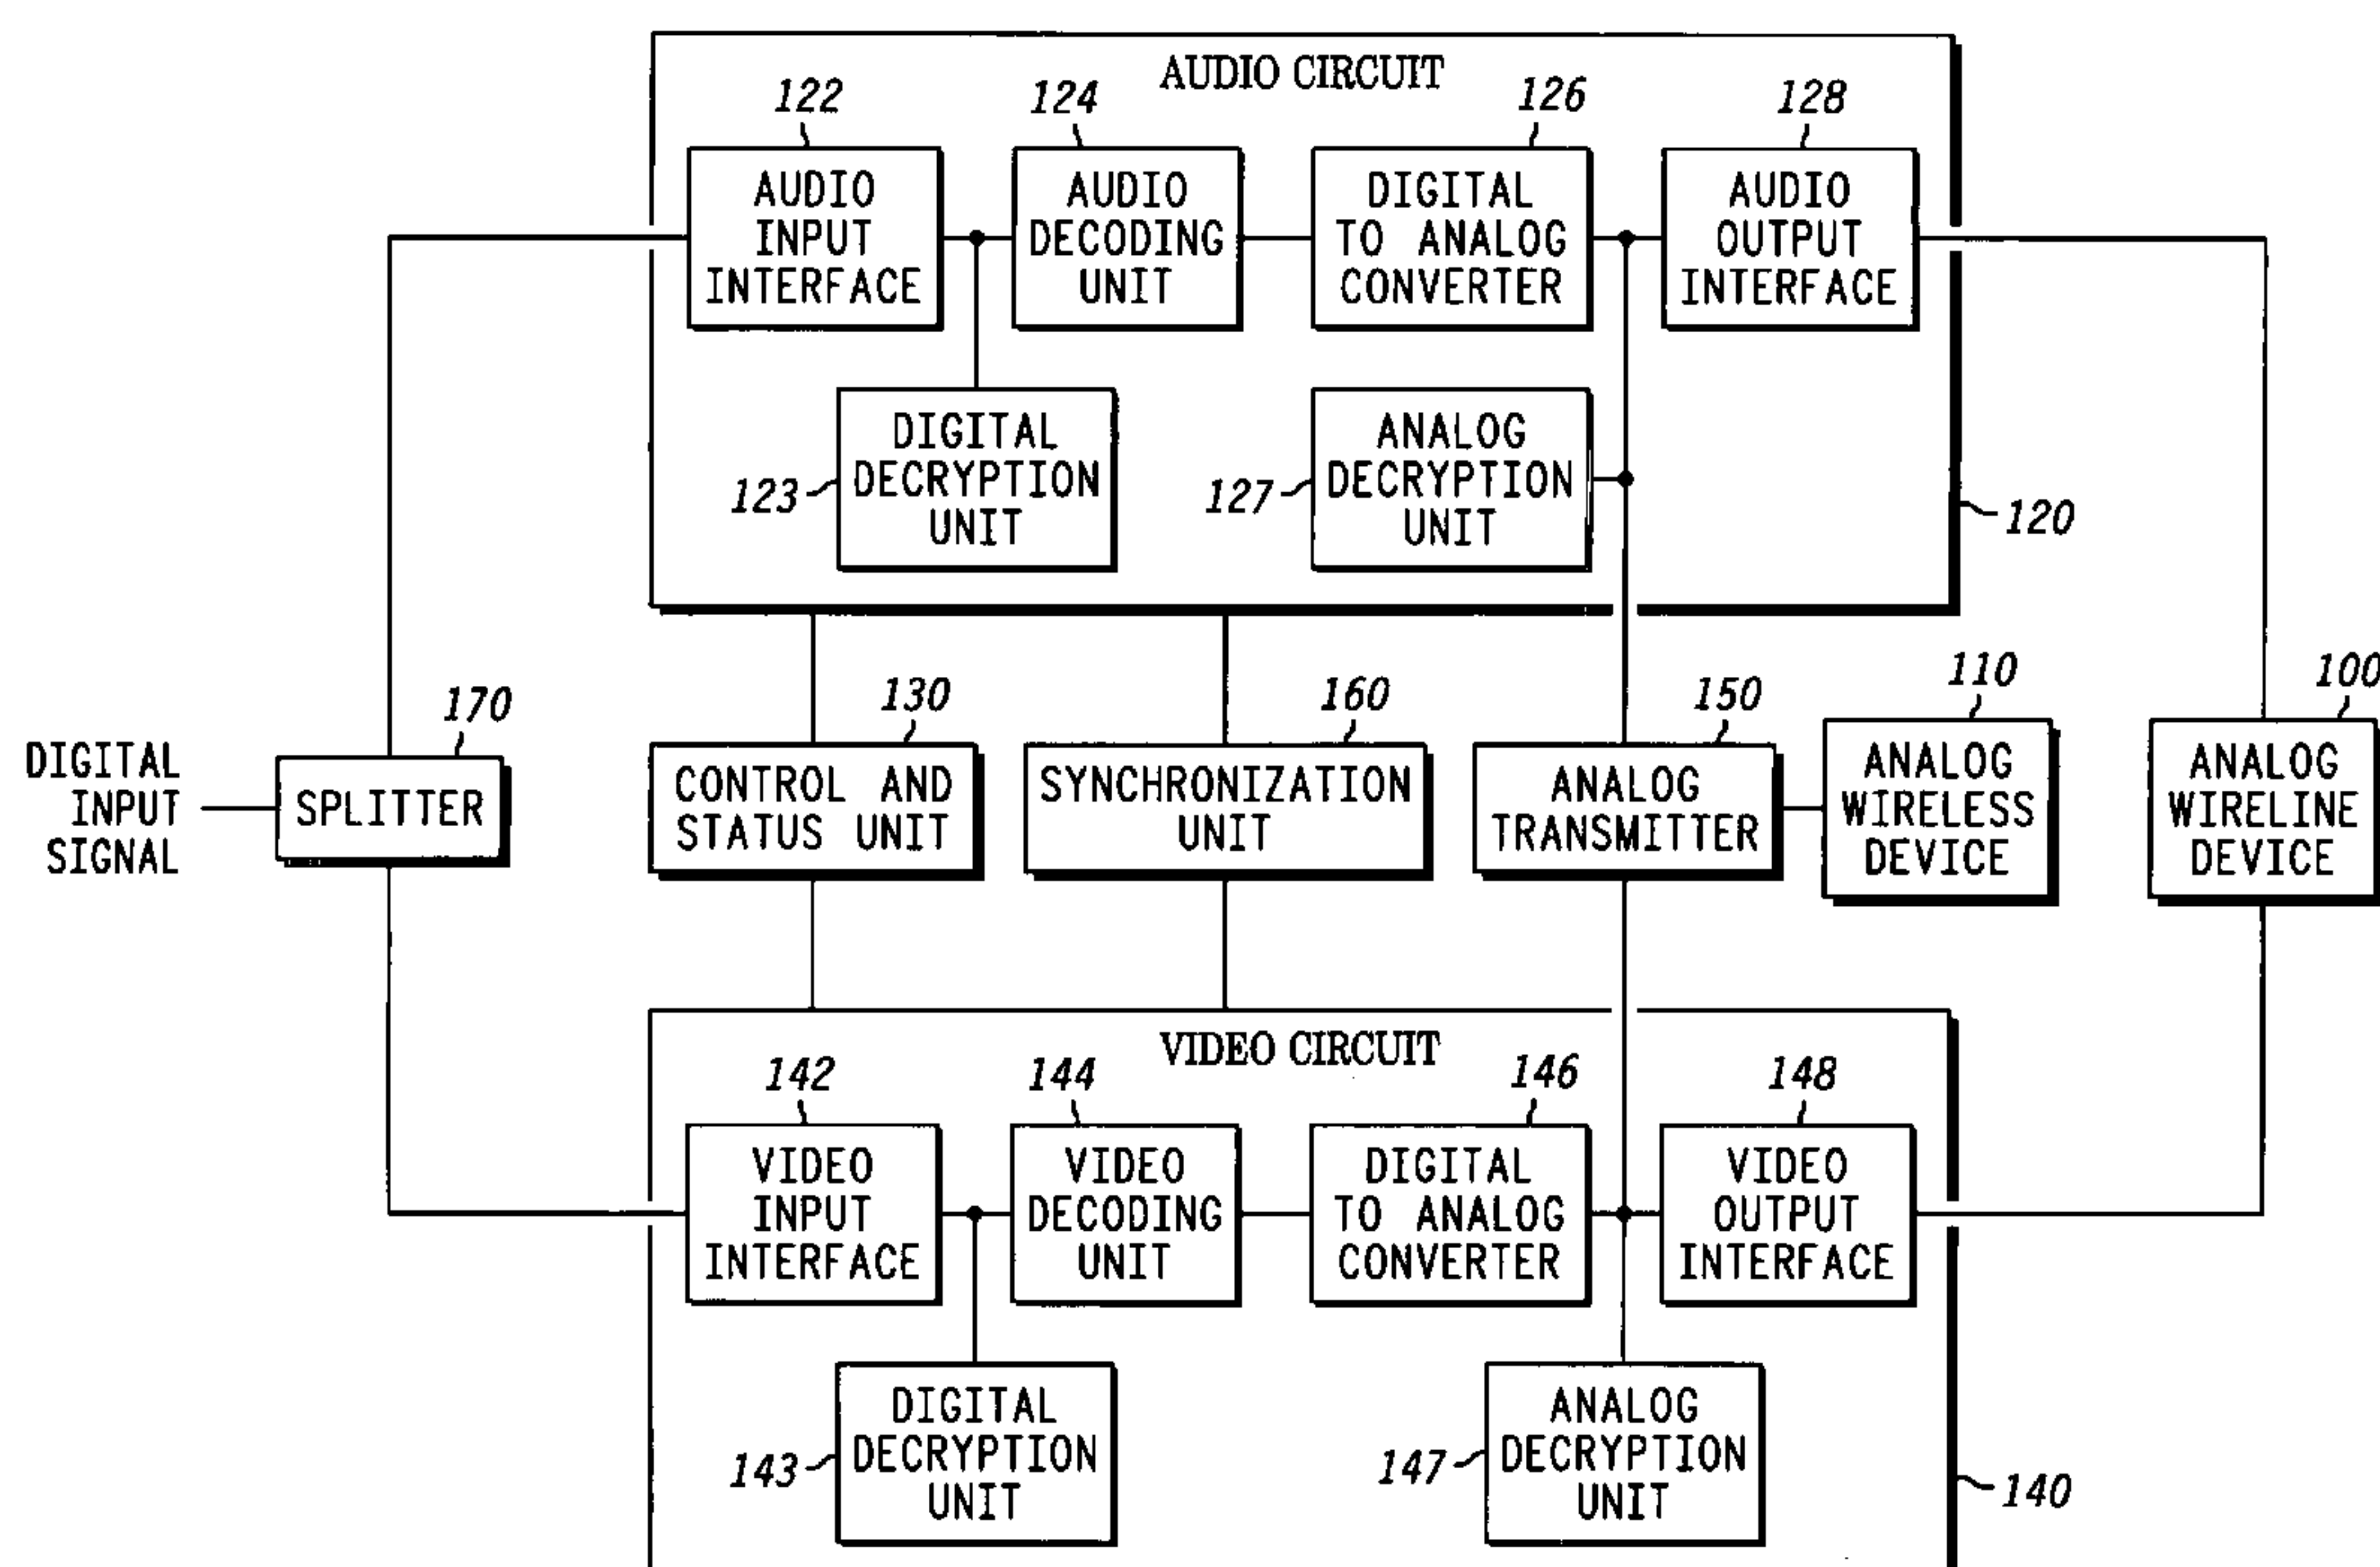 AUDIO CIRCUIT
122
124
126
128
AUDIO
INPUT
INTERFACE
AUDIO
DECODING
UNIT
DIGITAL
TO ANALOG
CONVERTER
AUDIO
OUTPUT
INTERFACE
DIGITAL
DECRYPTION
UNIT
123
ANALOG
DECRYPTION
UNIT
127
120
170
130
160
150
110
100
DIGITAL
INPUT
SIGNAL
SPLITTER
CONTROL AND
STATUS UNIT
SYNCHRONIZATION
UNIT
ANALOG
TRANSMITTER
ANALOG
WIRELESS
DEVICE
ANALOG
WIRELINE
DEVICE
VIDEO CIRCUIT
142
144
146
148
VIDEO
INPUT
INTERFACE
VIDEO
DECODING
UNIT
DIGITAL
TO ANALOG
CONVERTER
VIDEO
OUTPUT
INTERFACE
DIGITAL
DECRYPTION
UNIT
143
ANALOG
DECRYPTION
UNIT
147
140